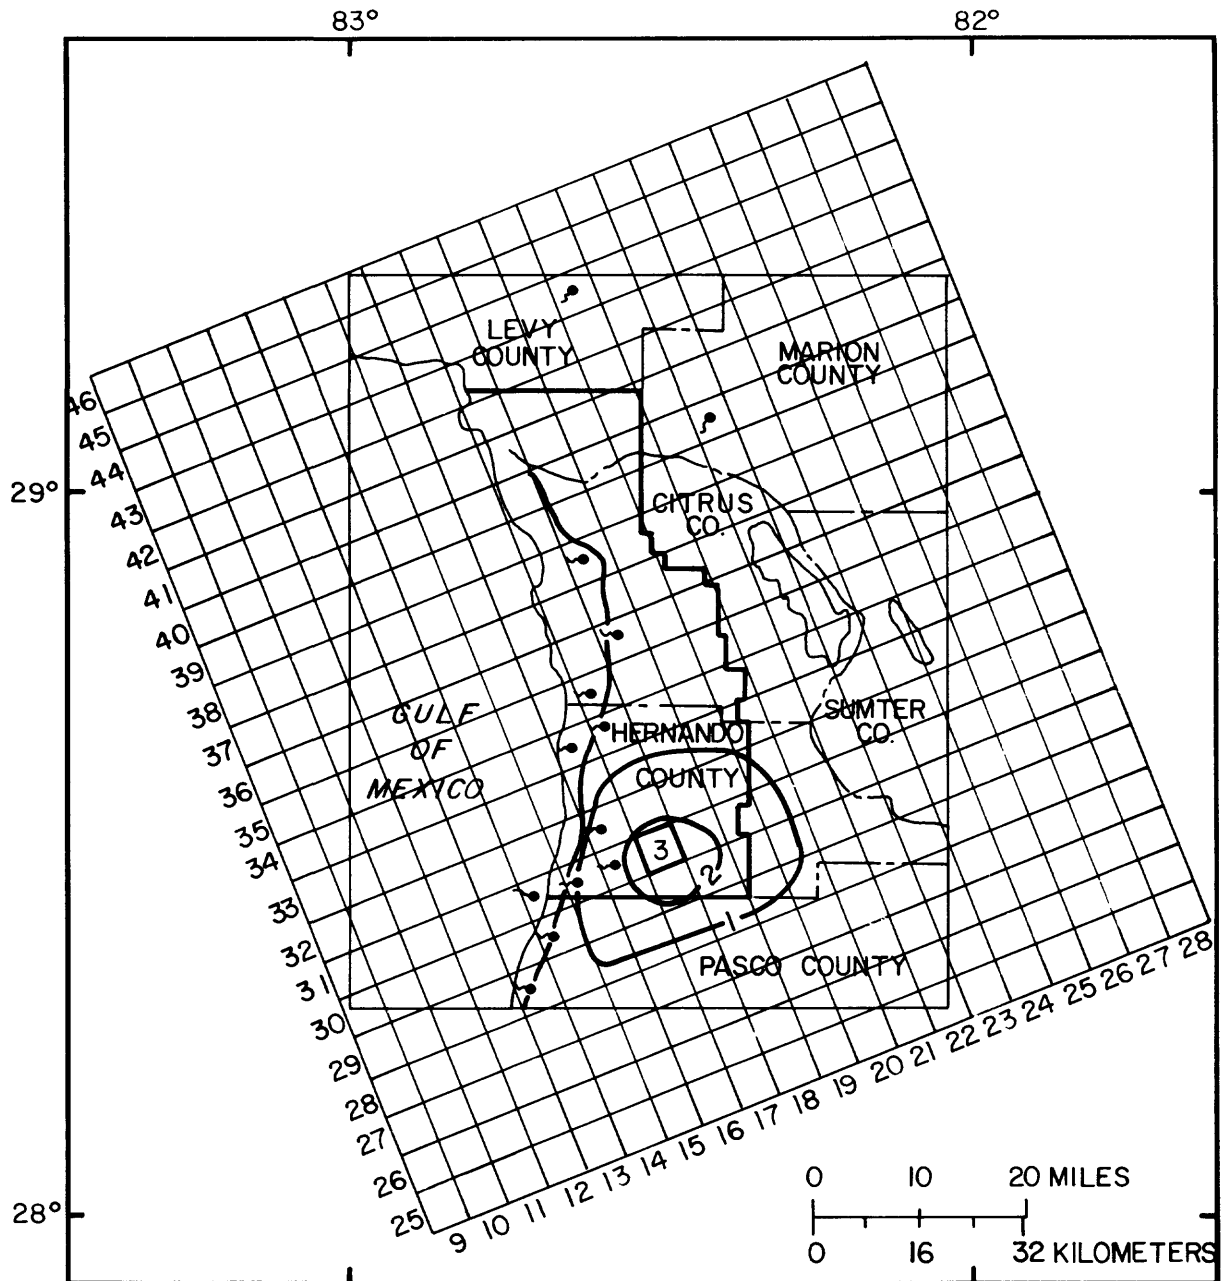 83° 82°
LEVY
COUNTY
MARION
COUNTY
46
45
44
29°
43
CITRUS
CO.
42
41
40
39
38
GULF
OF
MEXICO
SUMTER
CO.
HERNANDO
COUNTY
37
36
35
34
3
2
33
1
32
PASCO COUNTY
31
30
29
28
27
26
25
9 10 11 12 13 14 15 16 17 18 19 20 21 22 23 24 25 26 27 28
28°
0 10 20 MILES
0 16 32 KILOMETERS